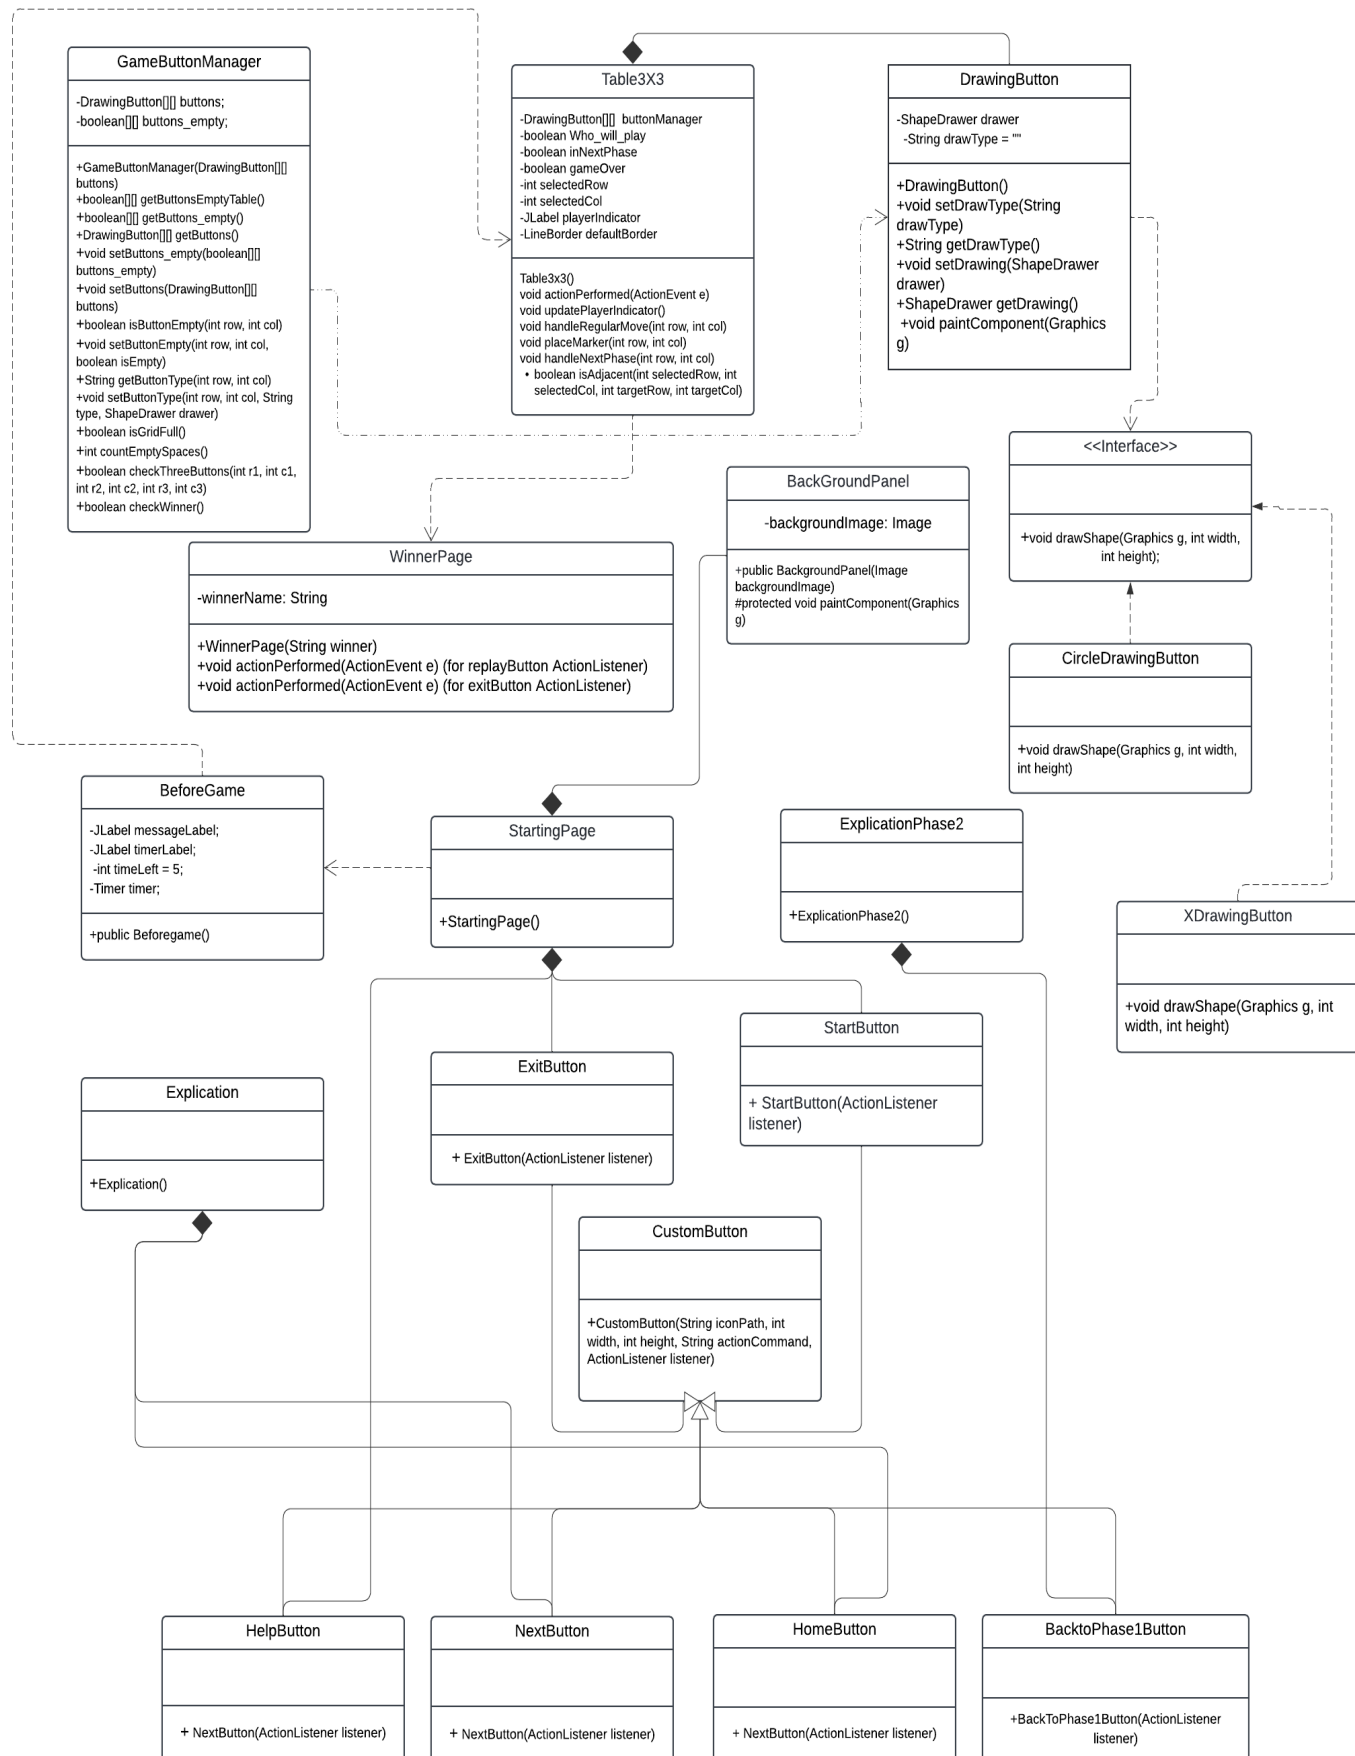 GameButtonManager
-DrawingButton[][] buttons;
-boolean[][] buttons_empty;
+GameButtonManager(DrawingButton[][]
buttons)
+boolean[][] getButtonsEmptyTable()
+boolean[][] getButtons_empty()
+DrawingButton[][] getButtons()
+void setButtons_empty(boolean[][]
buttons_empty)
+void setButtons(DrawingButton[][]
buttons)
+boolean isButtonEmpty(int row, int col)
+void setButtonEmpty(int row, int col,
boolean isEmpty)
+String getButtonType(int row, int col)
+void setButtonType(int row, int col, String
type, ShapeDrawer drawer)
+boolean isGridFull()
+int countEmptySpaces()
+boolean checkThreeButtons(int r1, int c1,
int r2, int c2, int r3, int c3)
+boolean checkWinner()
Table3X3
-DrawingButton[][]  buttonManager
-boolean Who_will_play
-boolean inNextPhase
-boolean gameOver
-int selectedRow
-int selectedCol
-JLabel playerIndicator
-LineBorder defaultBorder
Table3x3()
void actionPerformed(ActionEvent e)
void updatePlayerIndicator()
void handleRegularMove(int row, int col)
void placeMarker(int row, int col)
void handleNextPhase(int row, int col)
• boolean isAdjacent(int selectedRow, int
selectedCol, int targetRow, int targetCol)
DrawingButton
-ShapeDrawer drawer
-String drawType = ""
+DrawingButton()
+void setDrawType(String
drawType)
+String getDrawType()
+void setDrawing(ShapeDrawer
drawer)
+ShapeDrawer getDrawing()
+void paintComponent(Graphics
g)
<<Interface>>
+void drawShape(Graphics g, int width,
int height);
BackGroundPanel
-backgroundImage: Image
+public BackgroundPanel(Image
backgroundImage)
#protected void paintComponent(Graphics
g)
WinnerPage
-winnerName: String
+WinnerPage(String winner)
+void actionPerformed(ActionEvent e) (for replayButton ActionListener)
+void actionPerformed(ActionEvent e) (for exitButton ActionListener)
CircleDrawingButton
+void drawShape(Graphics g, int width,
int height)
BeforeGame
-JLabel messageLabel;
-JLabel timerLabel;
-int timeLeft = 5;
-Timer timer;
+public Beforegame()
StartingPage
+StartingPage()
ExplicationPhase2
+ExplicationPhase2()
XDrawingButton
+void drawShape(Graphics g, int
width, int height)
StartButton
+ StartButton(ActionListener
listener)
ExitButton
+ ExitButton(ActionListener listener)
Explication
+Explication()
CustomButton
+CustomButton(String iconPath, int
width, int height, String actionCommand,
ActionListener listener)
HelpButton
+ NextButton(ActionListener listener)
NextButton
+ NextButton(ActionListener listener)
HomeButton
+ NextButton(ActionListener listener)
BacktoPhase1Button
+BackToPhase1Button(ActionListener
listener)